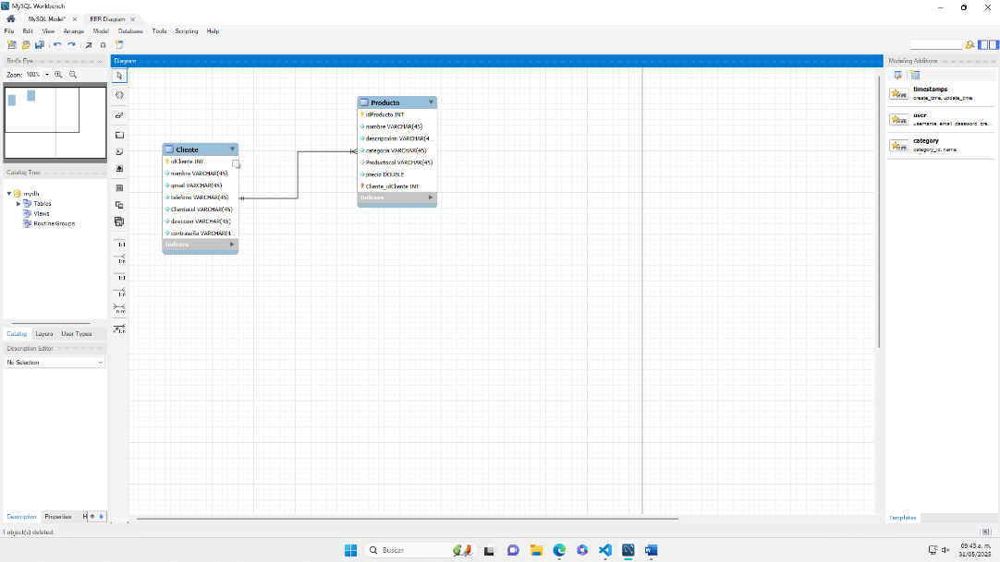 MySQL Workbench
MySQL Model*
EER Diagram
File Edit View Arrange Model Database Tools Scripting Help
Bird's Eye
Zoom: 100%
Diagram
Modeling Additions
timestamps
create_time, update_time
user
username, email, password, cre...
category
category_id, name
Producto
idProducto INT
nombre VARCHAR(45)
descripciónn VARCHAR(4...
categoria VARCHAR(45)
Productocol VARCHAR(45)
precio DOUBLE
Cliente_idCliente INT
Indexes
Cliente
idCliente INT
nombre VARCHAR(45)
gmail VARCHAR(45)
telefono VARCHAR(45)
Clientecol VARCHAR(45)
direccion VARCHAR(45)
contraseña VARCHAR(4...
Indexes
Catalog Tree
mydb
Tables
Views
Routine Groups
1:1
1:n
1:1
1:n
n:m
1:n
Catalog Layers User Types
Description Editor
No Selection
Description Properties H
Templates
1 object(s) deleted.
Buscar
09:43 a. m.
31/05/2025